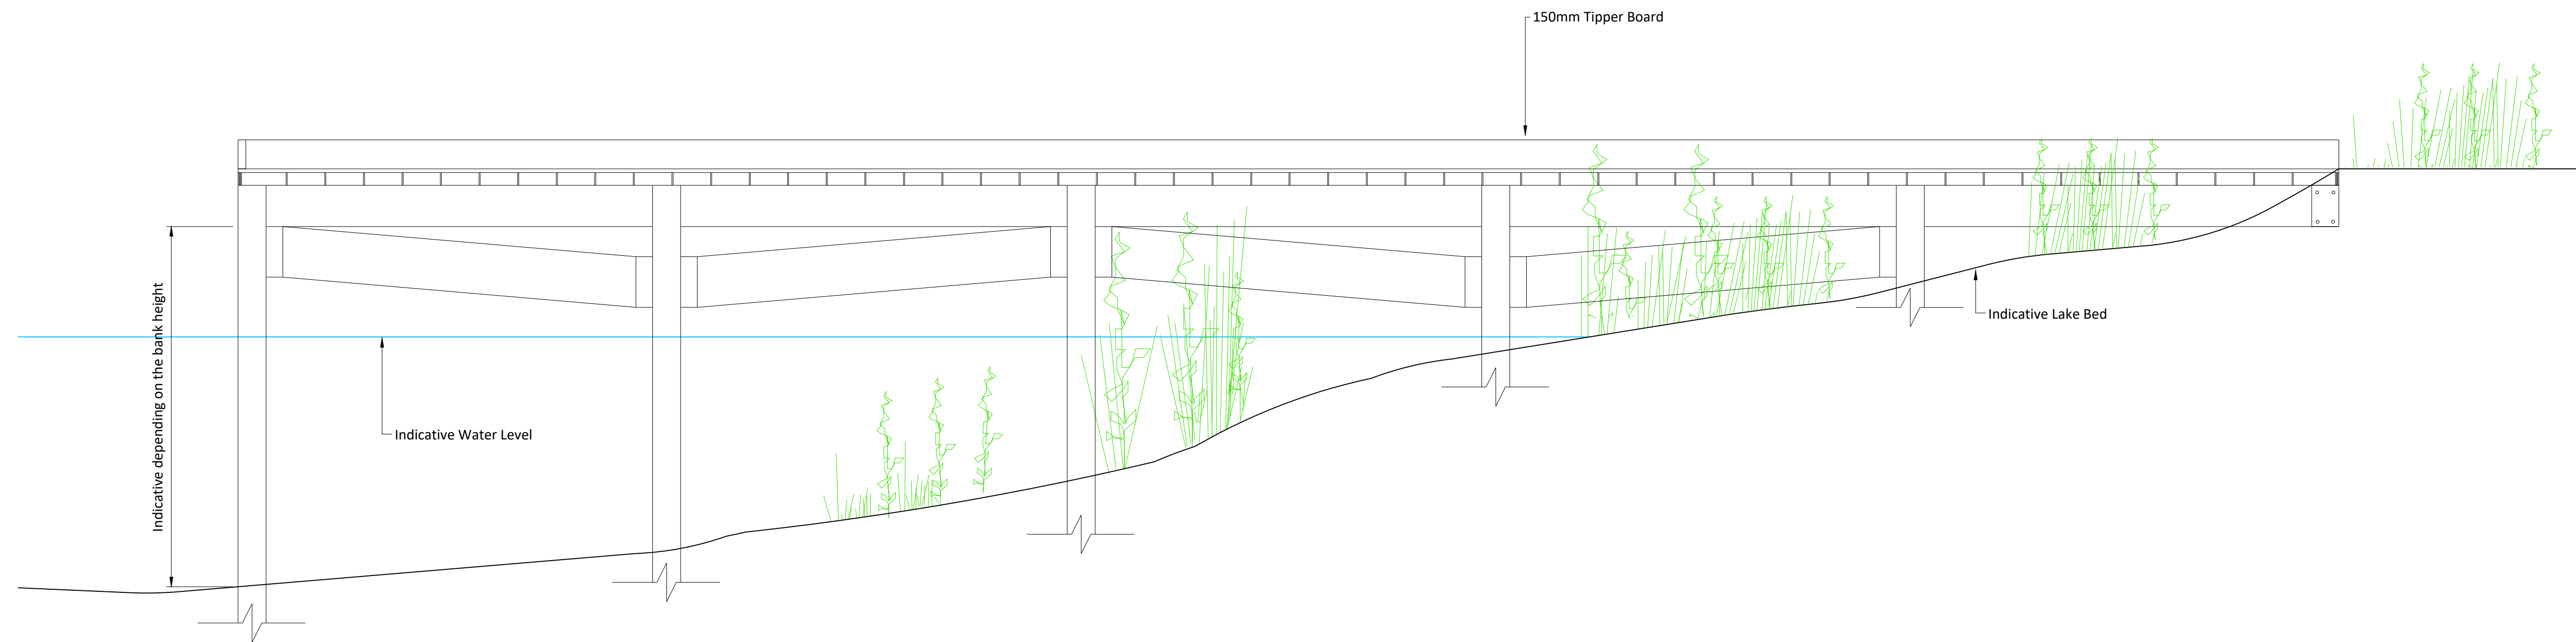 150mm Tipper Board
Indicative depending on the bank height
Indicative Lake Bed
Indicative Water Level